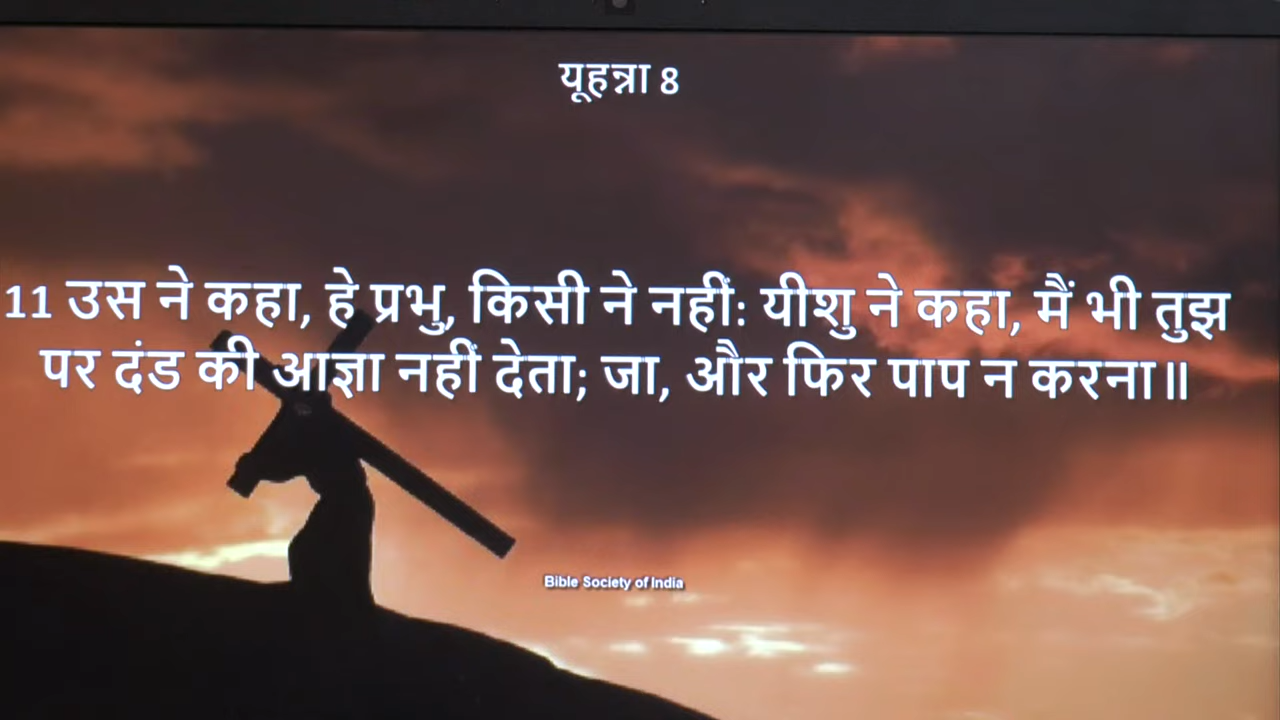 यूहन्ना 8
11 उस ने कहा, हे प्रभु, किसी ने नहीं: यीशु ने कहा, मैं भी तुझ
पर दंड की आज्ञा नहीं देता; जा, और फिर पाप न करना॥
Bible Society of India